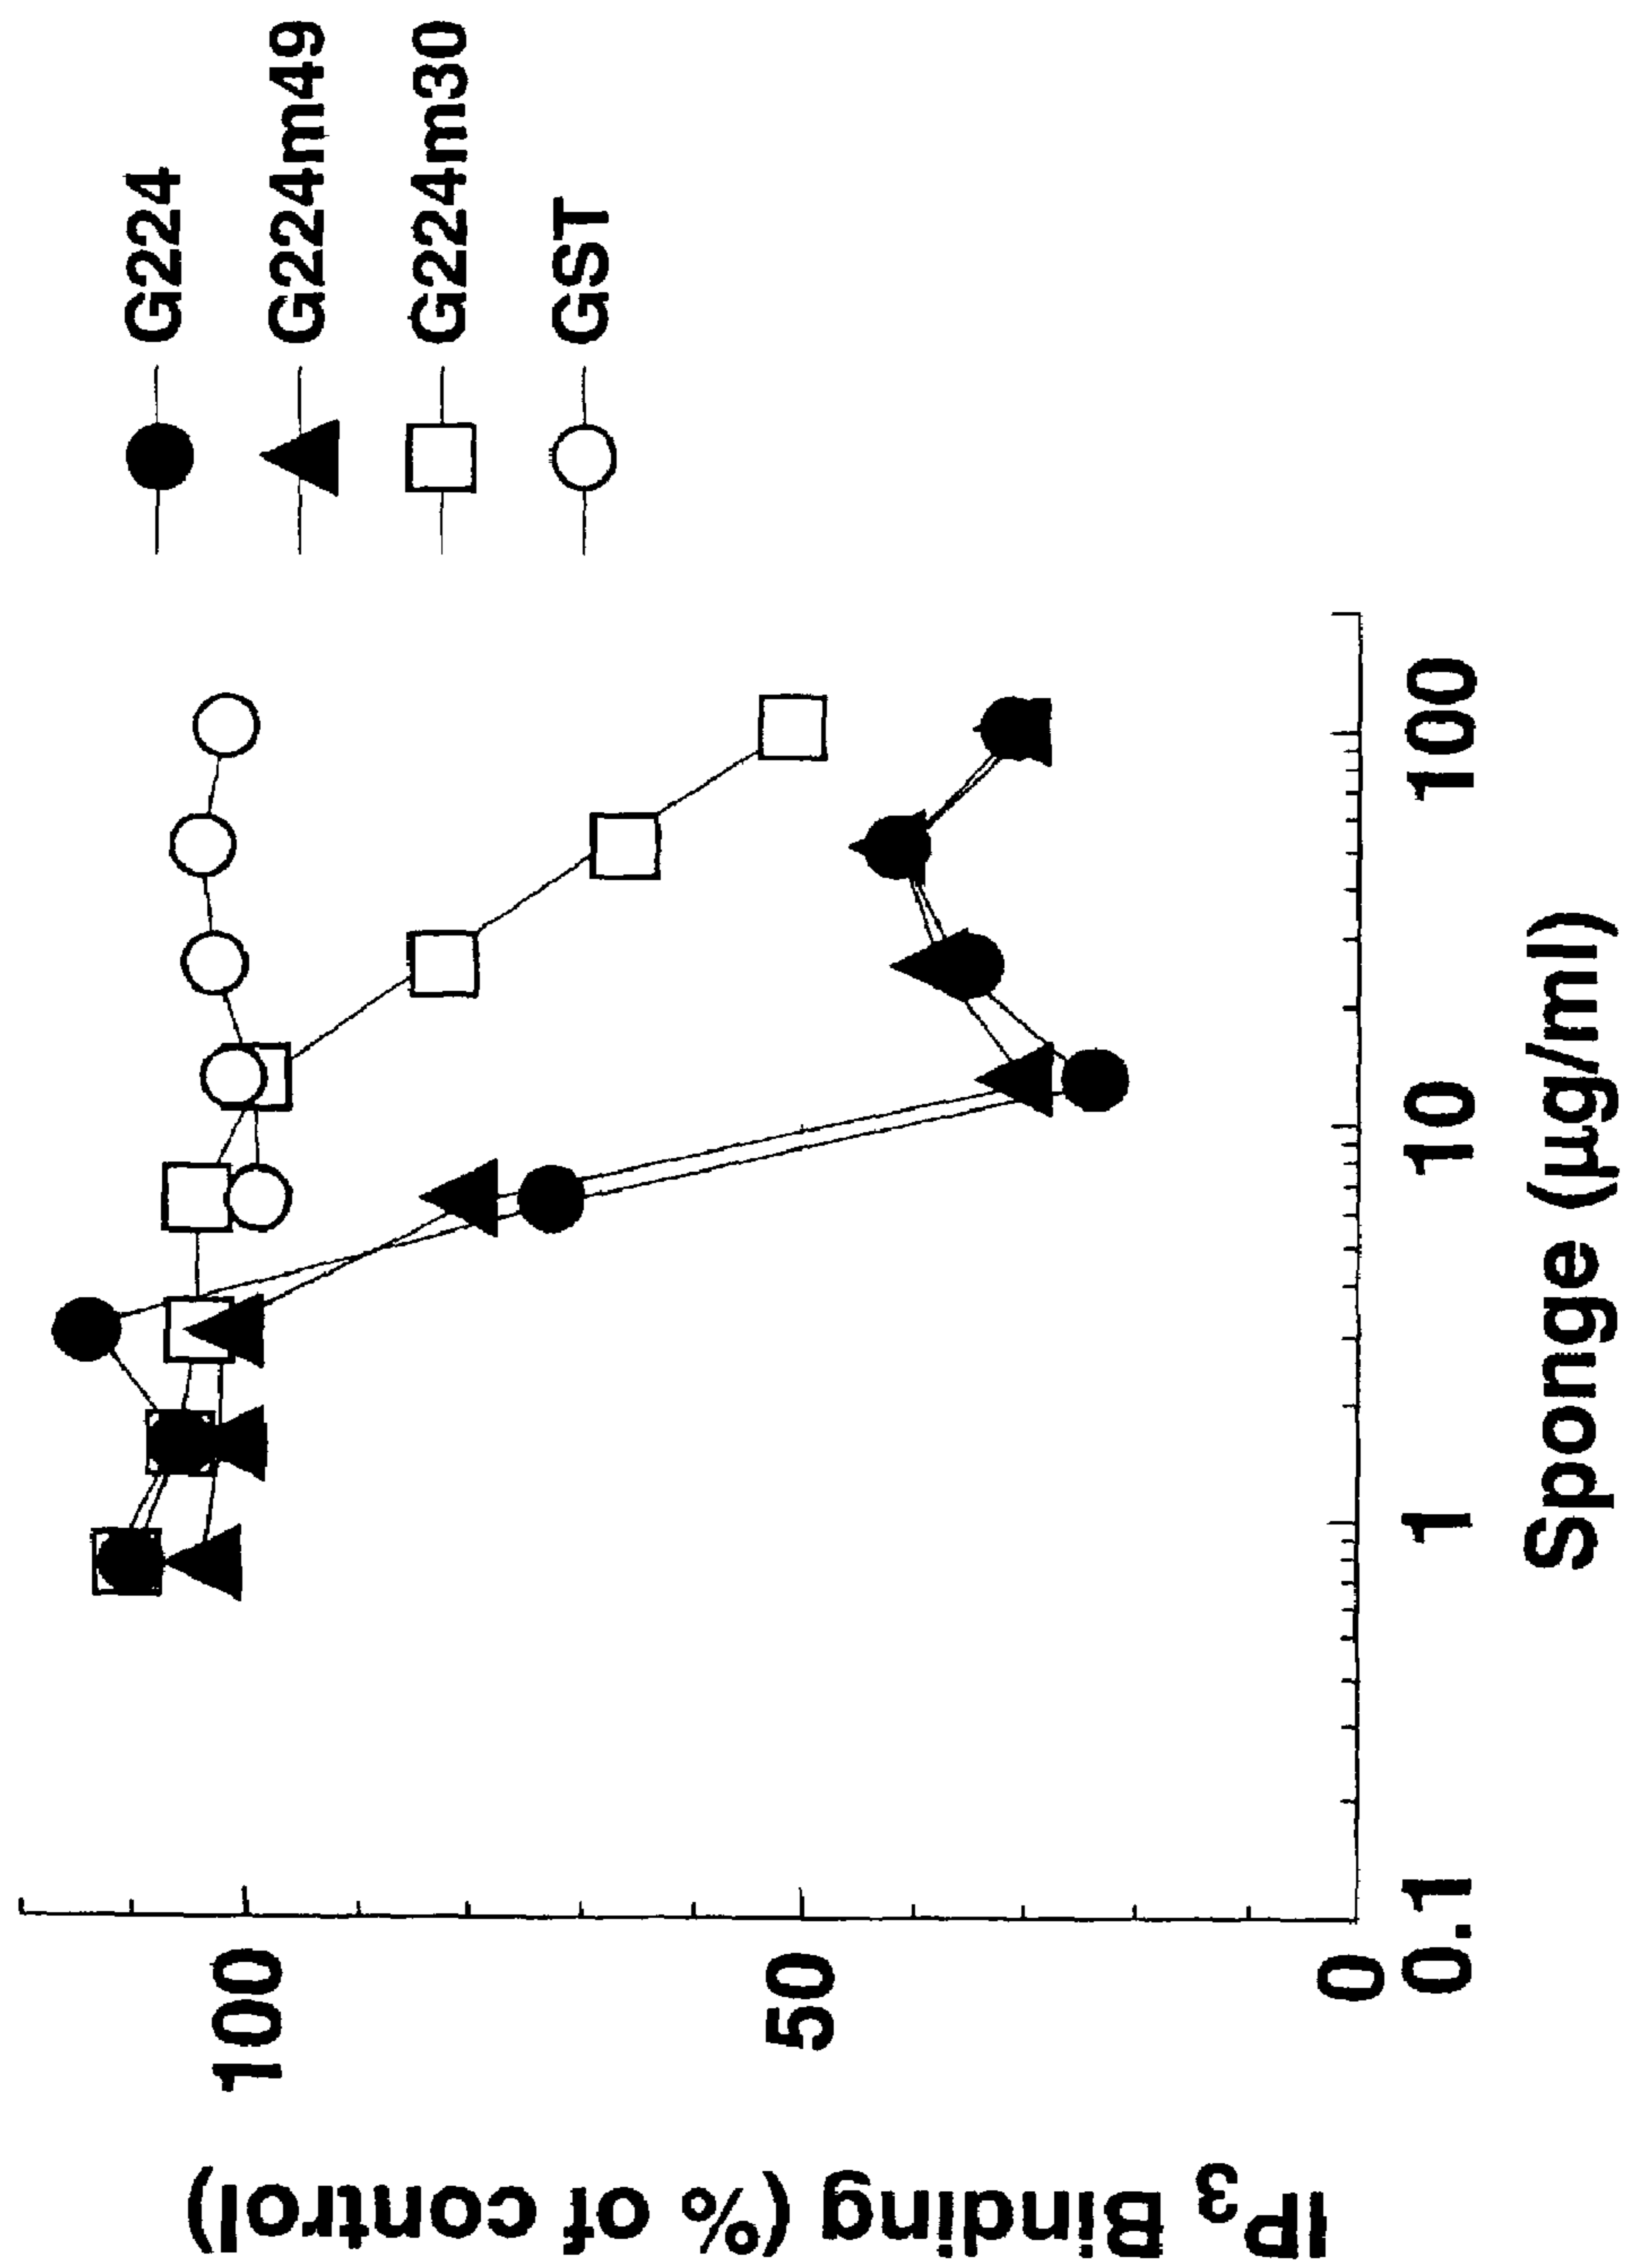 G224
G224m49
G224m30
GST
IP3 Binding (% of control)
100
50
0
0.1
1
10
100
Sponge (μg/ml)